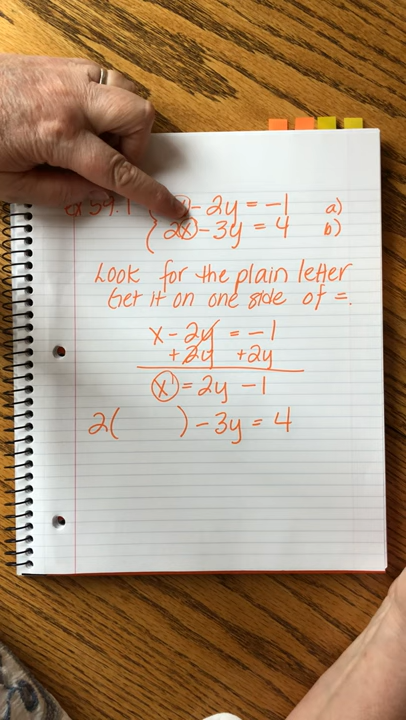 - 2y = -1 a)
2x - 3y = 4 b)
Look for the plain letter
Get it on one side of =.
x - 2y = -1
+2y +2y
x = 2y - 1
2( ) - 3y = 4